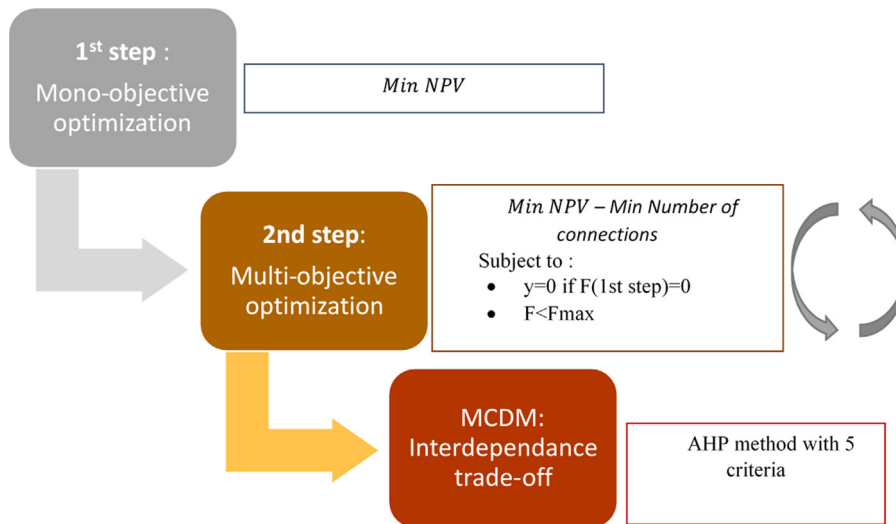 1st step :
Mono-objective
optimization
Min NPV
2nd step:
Multi-objective
optimization
Min NPV – Min Number of
connections
Subject to :
• y=0 if F(1st step)=0
• F<Fmax
MCDM:
Interdependance
trade-off
AHP method with 5
criteria